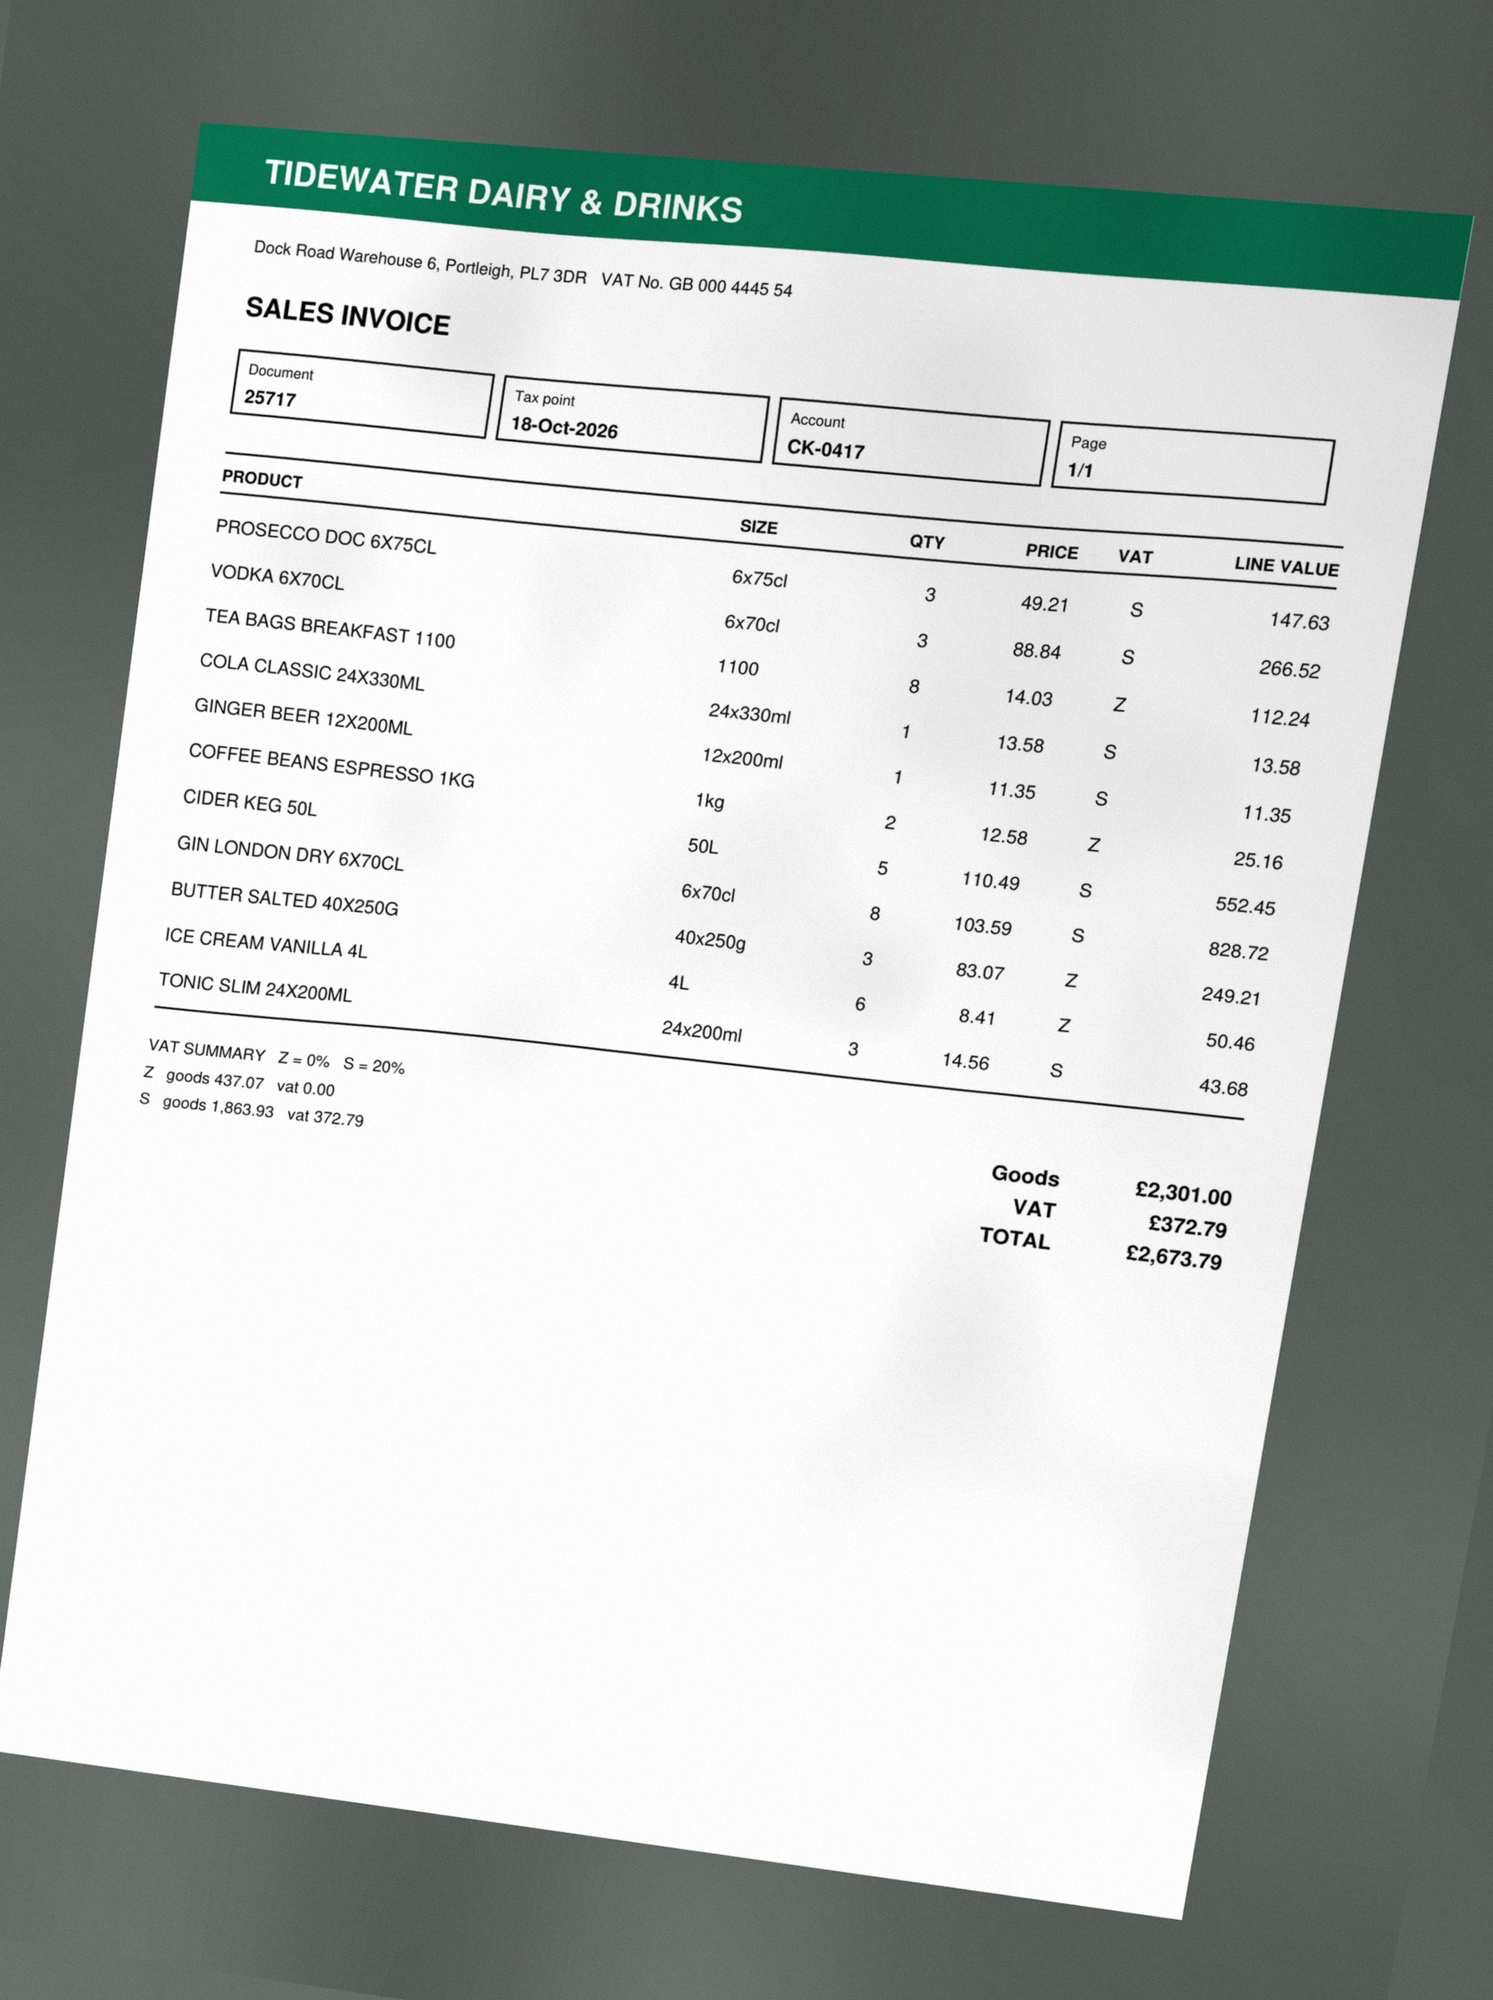 TIDEWATER DAIRY & DRINKS
Dock Road Warehouse 6, Portleigh, PL7 3DR VAT No. GB 000 4445 54
SALES INVOICE
Document Tax point Account Page
25717 18-Oct-2026 CK-0417 1/1
PRODUCT SIZE QTY PRICE VAT LINE VALUE
PROSECCO DOC 6X75CL 6x75cl 3 49.21 S 147.63
VODKA 6X70CL 6x70cl 3 88.84 S 266.52
TEA BAGS BREAKFAST 1100 1100 8 14.03 Z 112.24
COLA CLASSIC 24X330ML 24x330ml 1 13.58 S 13.58
GINGER BEER 12X200ML 12x200ml 1 11.35 S 11.35
COFFEE BEANS ESPRESSO 1KG 1kg 2 12.58 Z 25.16
CIDER KEG 50L 50L 5 110.49 S 552.45
GIN LONDON DRY 6X70CL 6x70cl 8 103.59 S 828.72
BUTTER SALTED 40X250G 40x250g 3 83.07 Z 249.21
ICE CREAM VANILLA 4L 4L 6 8.41 Z 50.46
TONIC SLIM 24X200ML 24x200ml 3 14.56 S 43.68
VAT SUMMARY Z = 0% S = 20%
Z goods 437.07 vat 0.00
S goods 1,863.93 vat 372.79
Goods £2,301.00
VAT £372.79
TOTAL £2,673.79